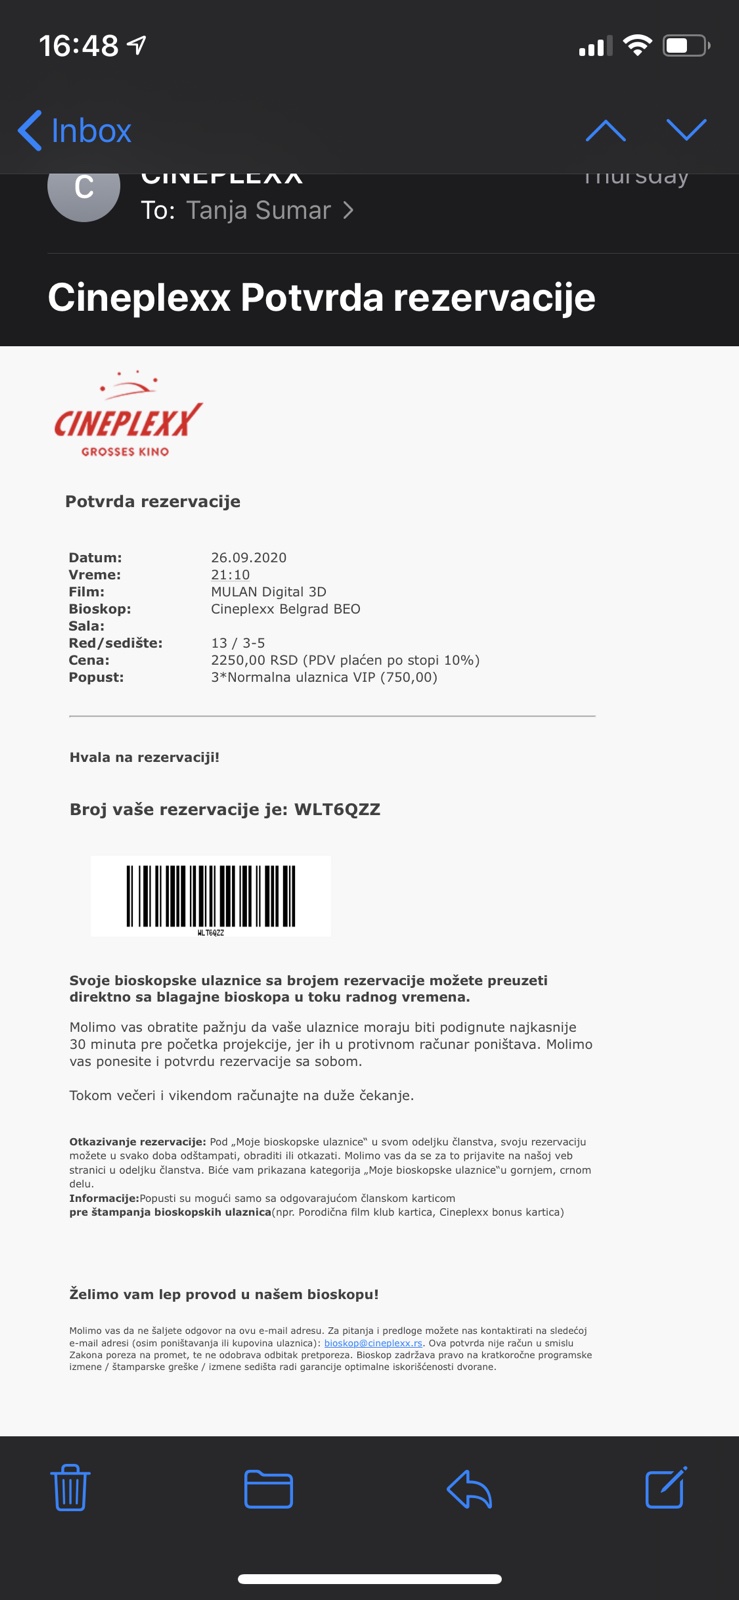 16:48
Inbox
C
CINEPLEXX
Thursday
To: Tanja Sumar
Cineplexx Potvrda rezervacije
CINEPLEXX
GROSSES KINO
Potvrda rezervacije
Datum: 26.09.2020
Vreme: 21:10
Film: MULAN Digital 3D
Bioskop: Cineplexx Belgrad BEO
Sala:
Red/sedište: 13 / 3-5
Cena: 2250,00 RSD (PDV plaćen po stopi 10%)
Popust: 3*Normalna ulaznica VIP (750,00)
Hvala na rezervaciji!
Broj vaše rezervacije je: WLT6QZZ
WLT6QZZ
Svoje bioskopske ulaznice sa brojem rezervacije možete preuzeti
direktno sa blagajne bioskopa u toku radnog vremena.
Molimo vas obratite pažnju da vaše ulaznice moraju biti podignute najkasnije
30 minuta pre početka projekcije, jer ih u protivnom računar poništava. Molimo
vas ponesite i potvrdu rezervacije sa sobom.
Tokom večeri i vikendom računajte na duže čekanje.
Otkazivanje rezervacije: Pod „Moje bioskopske ulaznice“ u svom odeljku članstva, svoju rezervaciju
možete u svako doba odštampati, obraditi ili otkazati. Molimo vas da se za to prijavite na našoj veb
stranici u odeljku članstva. Biće vam prikazana kategorija „Moje bioskopske ulaznice“u gornjem, crnom
delu.
Informacije:Popusti su mogući samo sa odgovarajućom članskom karticom
pre štampanja bioskopskih ulaznica(npr. Porodična film klub kartica, Cineplexx bonus kartica)
Želimo vam lep provod u našem bioskopu!
Molimo vas da ne šaljete odgovor na ovu e-mail adresu. Za pitanja i predloge možete nas kontaktirati na sledećoj
e-mail adresi (osim poništavanja ili kupovina ulaznica): bioskop@cineplexx.rs. Ova potvrda nije račun u smislu
Zakona poreza na promet, te ne odobrava odbitak pretporeza. Bioskop zadržava pravo na kratkoročne programske
izmene / štamparske greške / izmene sedišta radi garancije optimalne iskorišćenosti dvorane.